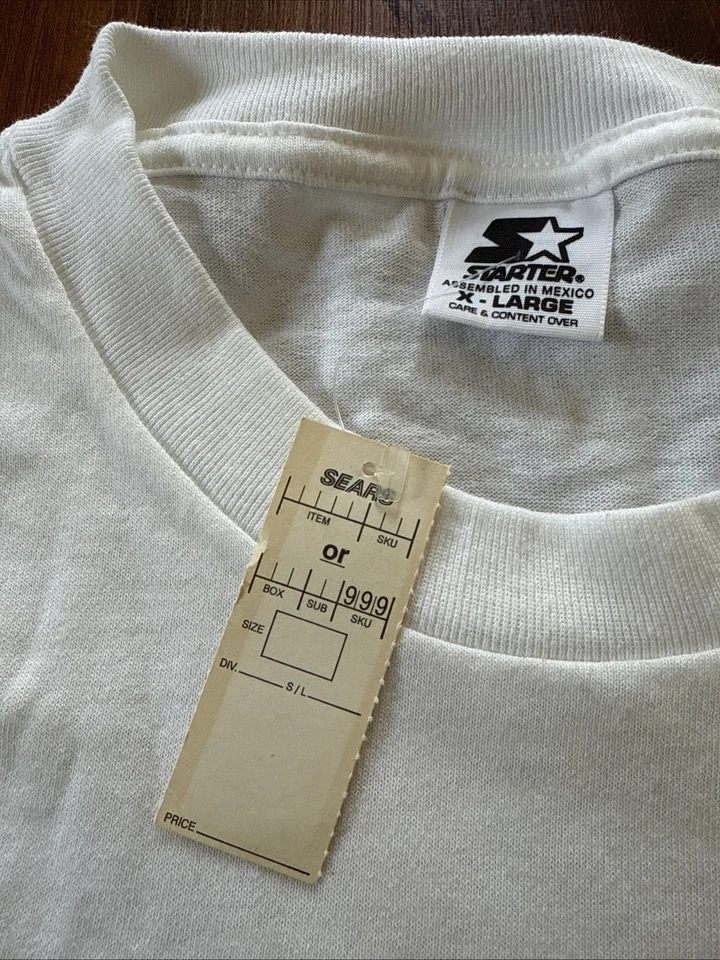 STARTER®
ASSEMBLED IN MEXICO
X - LARGE
CARE & CONTENT OVER
SEARS
ITEM SKU
or
999
BOX SUB SKU
SIZE
DIV. S / L
PRICE